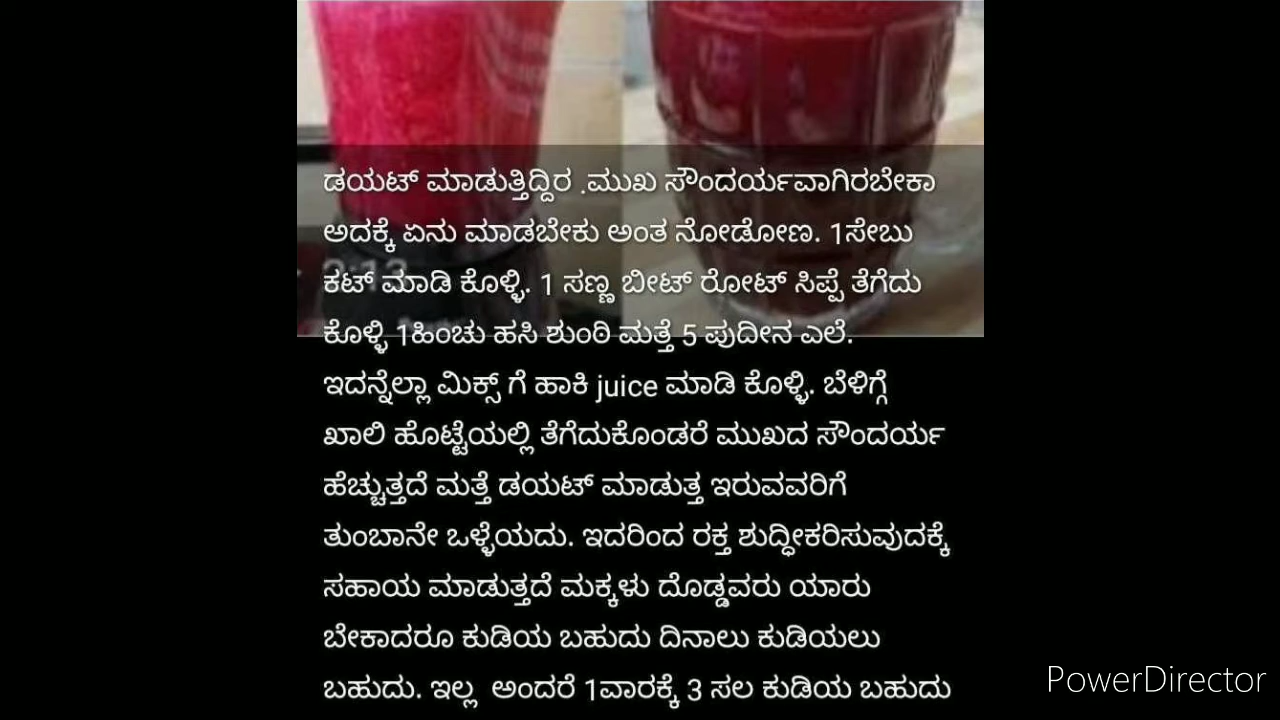 ಡಯಟ್ ಮಾಡುತ್ತಿದ್ದಿರ .ಮುಖ ಸೌಂದರ್ಯವಾಗಿರಬೇಕಾ
ಅದಕ್ಕೆ ಏನು ಮಾಡಬೇಕು ಅಂತ ನೋಡೋಣ. 1ಸೇಬು
ಕಟ್ ಮಾಡಿ ಕೊಳ್ಳಿ. 1 ಸಣ್ಣ ಬೀಟ್ ರೋಟ್ ಸಿಪ್ಪೆ ತೆಗೆದು
ಕೊಳ್ಳಿ 1ಹಿಂಚು ಹಸಿ ಶುಂಠಿ ಮತ್ತೆ 5 ಪುದೀನ ಎಲೆ.
ಇದನ್ನೆಲ್ಲಾ ಮಿಕ್ಸ್ ಗೆ ಹಾಕಿ juice ಮಾಡಿ ಕೊಳ್ಳಿ. ಬೆಳಿಗ್ಗೆ
ಖಾಲಿ ಹೊಟ್ಟೆಯಲ್ಲಿ ತೆಗೆದುಕೊಂಡರೆ ಮುಖದ ಸೌಂದರ್ಯ
ಹೆಚ್ಚುತ್ತದೆ ಮತ್ತೆ ಡಯಟ್ ಮಾಡುತ್ತ ಇರುವವರಿಗೆ
ತುಂಬಾನೇ ಒಳ್ಳೆಯದು. ಇದರಿಂದ ರಕ್ತ ಶುದ್ಧೀಕರಿಸುವುದಕ್ಕೆ
ಸಹಾಯ ಮಾಡುತ್ತದೆ ಮಕ್ಕಳು ದೊಡ್ಡವರು ಯಾರು
ಬೇಕಾದರೂ ಕುಡಿಯ ಬಹುದು ದಿನಾಲು ಕುಡಿಯಲು
ಬಹುದು. ಇಲ್ಲ ಅಂದರೆ 1ವಾರಕ್ಕೆ 3 ಸಲ ಕುಡಿಯ ಬಹುದು
PowerDirector